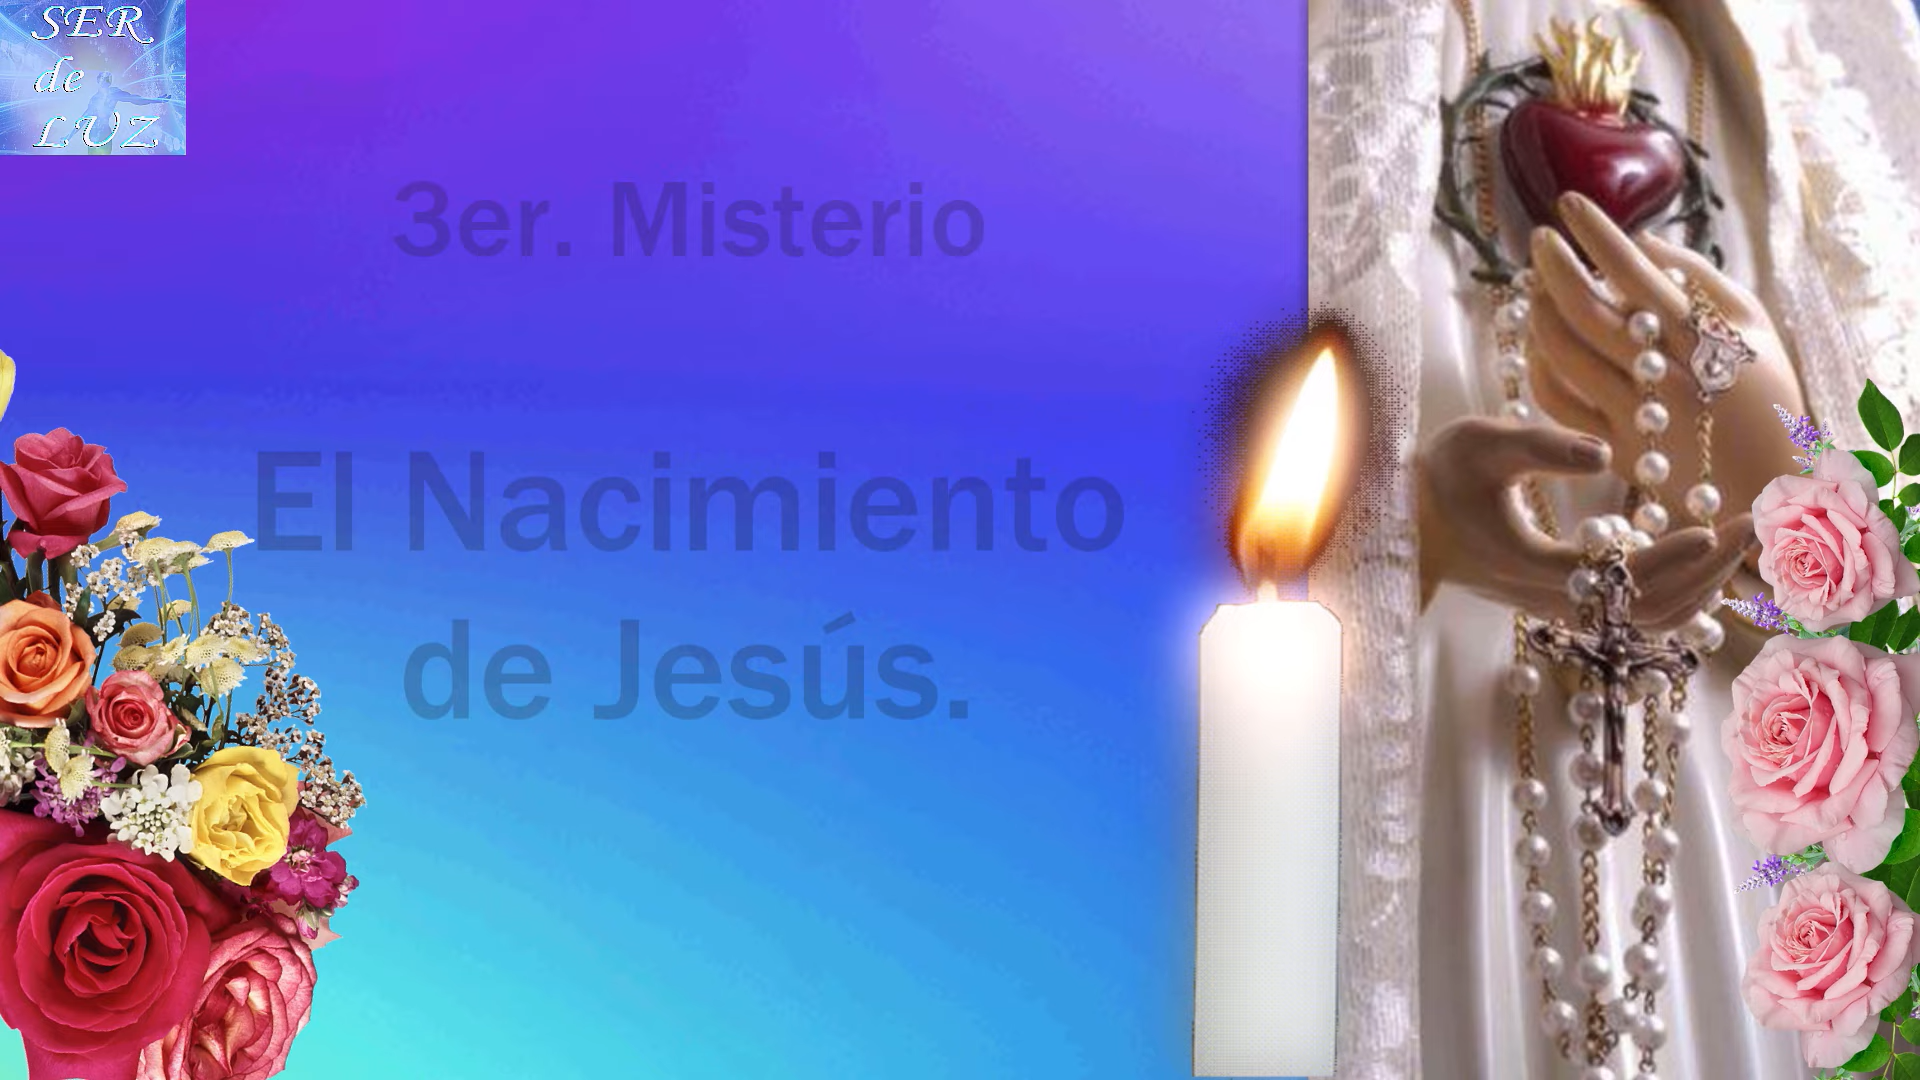 SER
de
LUZ
3er. Misterio
El Nacimiento
de Jesús.